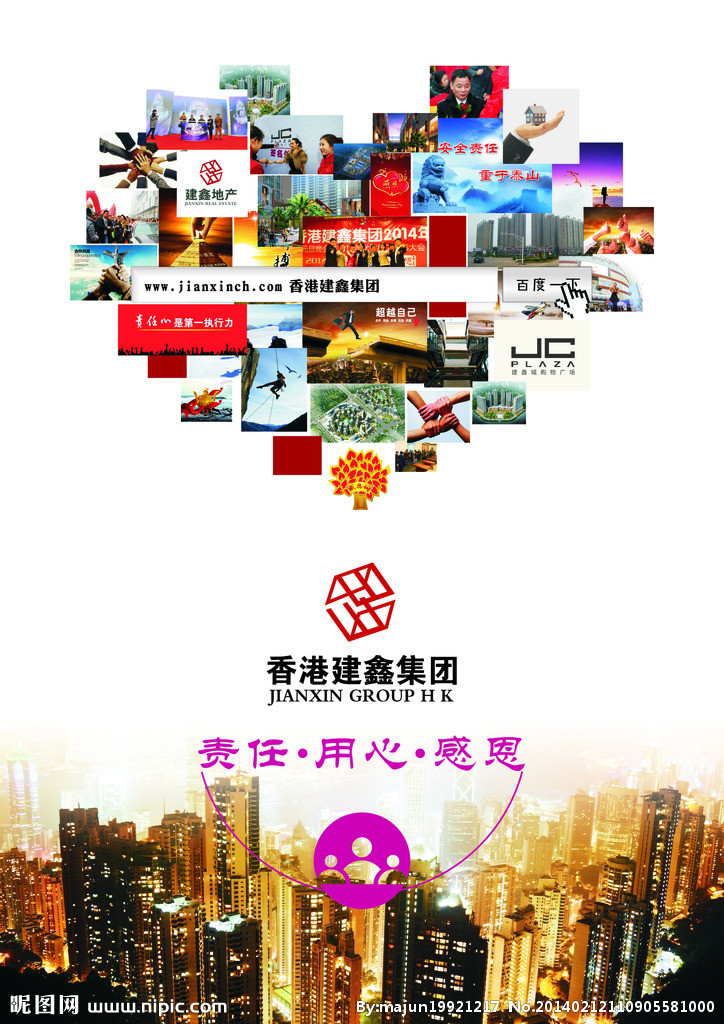 JC
PLAZA
安全责任
重于泰山
建鑫地产
JIANXIN REAL ESTATE
香港建鑫集团2014年
www.jianxinch.com 香港建鑫集团
百度一下
责任心是第一执行力
超越自己
JC
PLAZA
建鑫城购物广场
香港建鑫集团
JIANXIN GROUP H K
责任·用心·感恩
昵图网 www.nipic.com
By:majun19921217 No.20140212110905581000